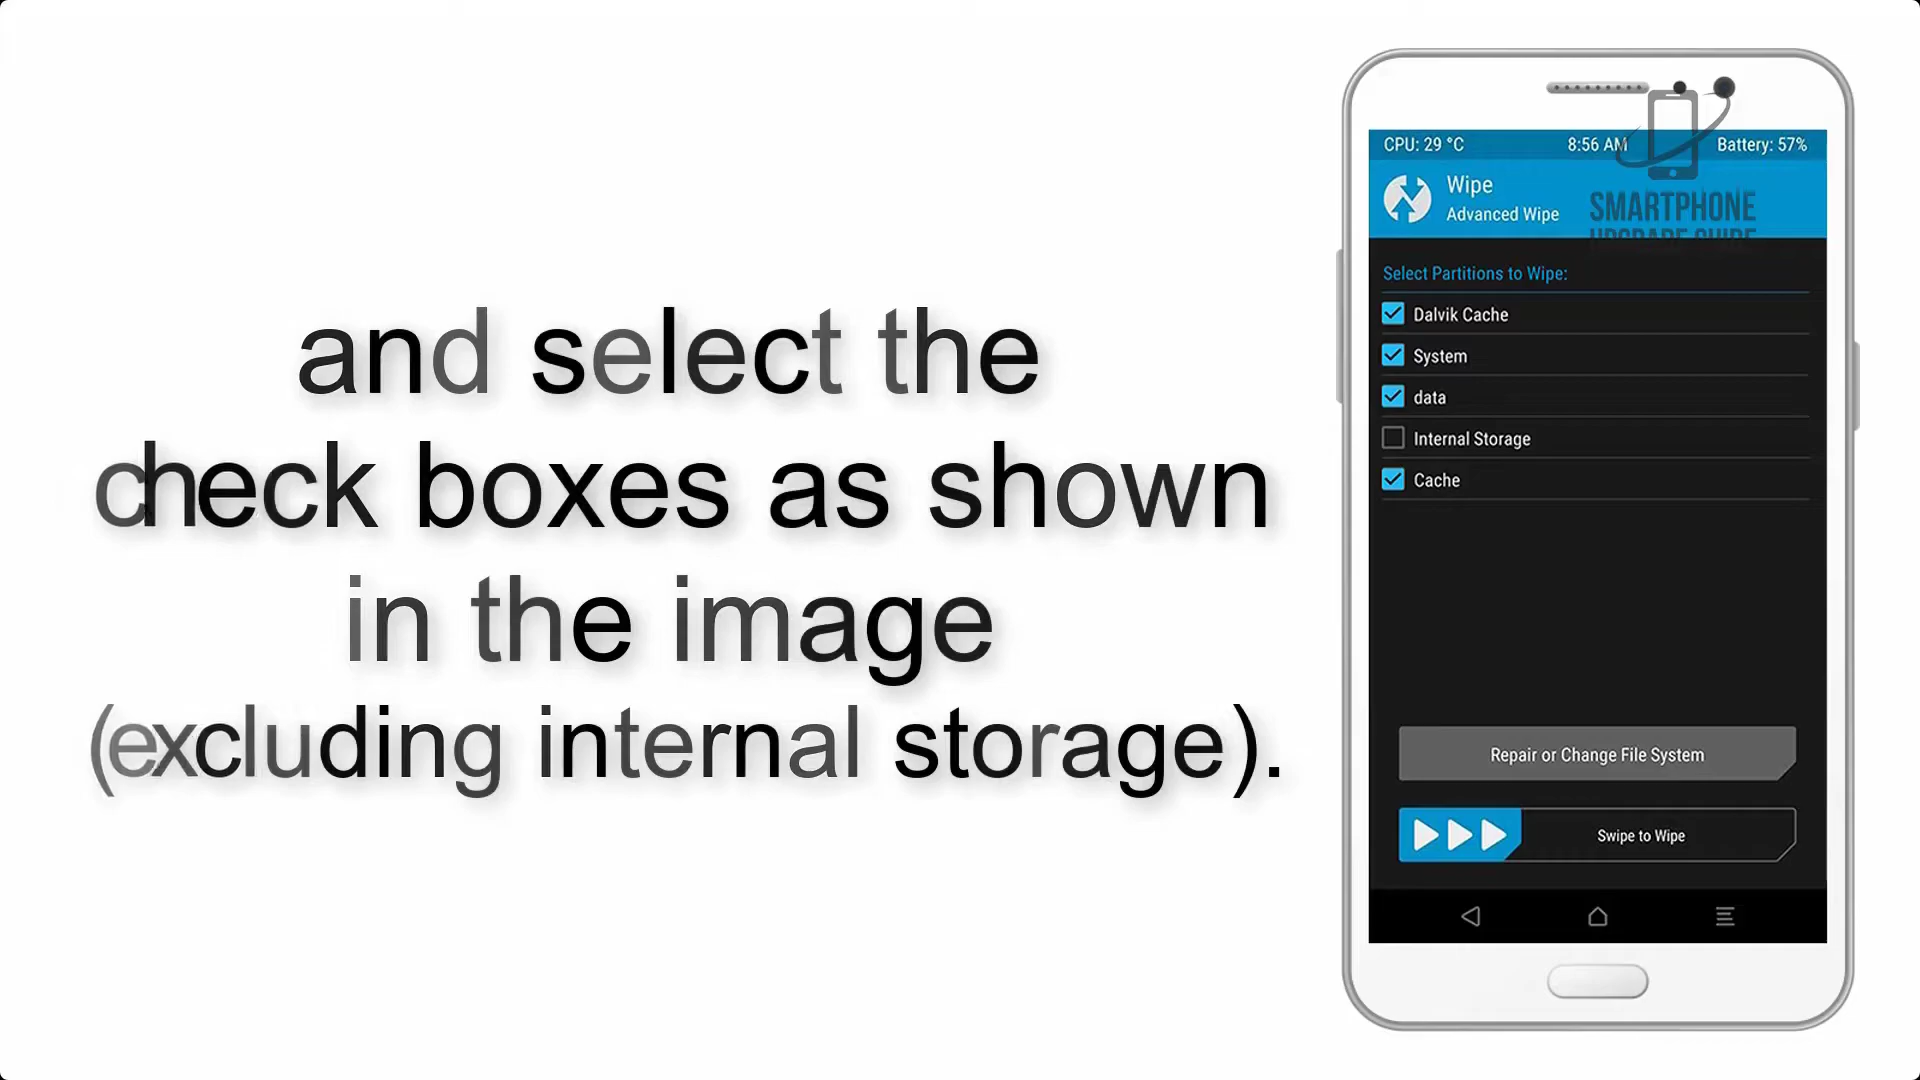 and select the
check boxes as shown
in the image
(excluding internal storage).
CPU: 29 °C 8:56 AM Battery: 57%
Wipe
Advanced Wipe
SMARTPHONE
UPGRADE GUIDE
Select Partitions to Wipe:
Dalvik Cache
System
data
Internal Storage
Cache
Repair or Change File System
Swipe to Wipe